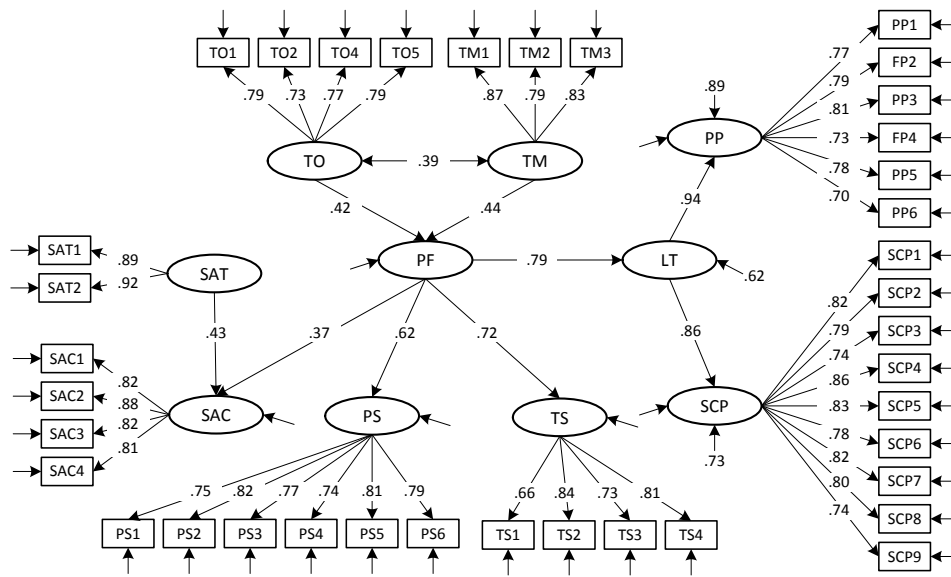 TO1 TO2 TO4 TO5 TM1 TM2 TM3 PP1
.79 .73 .77 .79 .87 .79 .83 .77
FP2
.79
.89
PP3
.81
TO .39 TM PP .73 FP4
.78 PP5
.70
.42 .44 .94 PP6
SAT1 SCP1
.89 SAT PF .79 LT
SAT2 .92 .62 SCP2
.82
.43 .37 .62 .72 .86 .79 SCP3
SAC1 .74
.82 .86 SCP4
SAC2 .88
SAC PS TS SCP .83 SCP5
SAC3 .82
.81 .78 SCP6
SAC4 .73 .82
.80 SCP7
.75 .82 .77 .74 .81 .79 .66 .84 .73 .81 .74
SCP8
PS1 PS2 PS3 PS4 PS5 PS6 TS1 TS2 TS3 TS4
SCP9